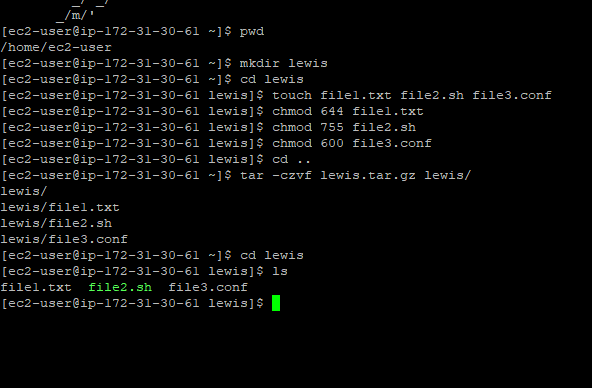 _/m/'
[ec2-user@ip-172-31-30-61 ~]$ pwd
/home/ec2-user
[ec2-user@ip-172-31-30-61 ~]$ mkdir lewis
[ec2-user@ip-172-31-30-61 ~]$ cd lewis
[ec2-user@ip-172-31-30-61 lewis]$ touch file1.txt file2.sh file3.conf
[ec2-user@ip-172-31-30-61 lewis]$ chmod 644 file1.txt
[ec2-user@ip-172-31-30-61 lewis]$ chmod 755 file2.sh
[ec2-user@ip-172-31-30-61 lewis]$ chmod 600 file3.conf
[ec2-user@ip-172-31-30-61 lewis]$ cd ..
[ec2-user@ip-172-31-30-61 ~]$ tar -czvf lewis.tar.gz lewis/
lewis/
lewis/file1.txt
lewis/file2.sh
lewis/file3.conf
[ec2-user@ip-172-31-30-61 ~]$ cd lewis
[ec2-user@ip-172-31-30-61 lewis]$ ls
file1.txt  file2.sh  file3.conf
[ec2-user@ip-172-31-30-61 lewis]$